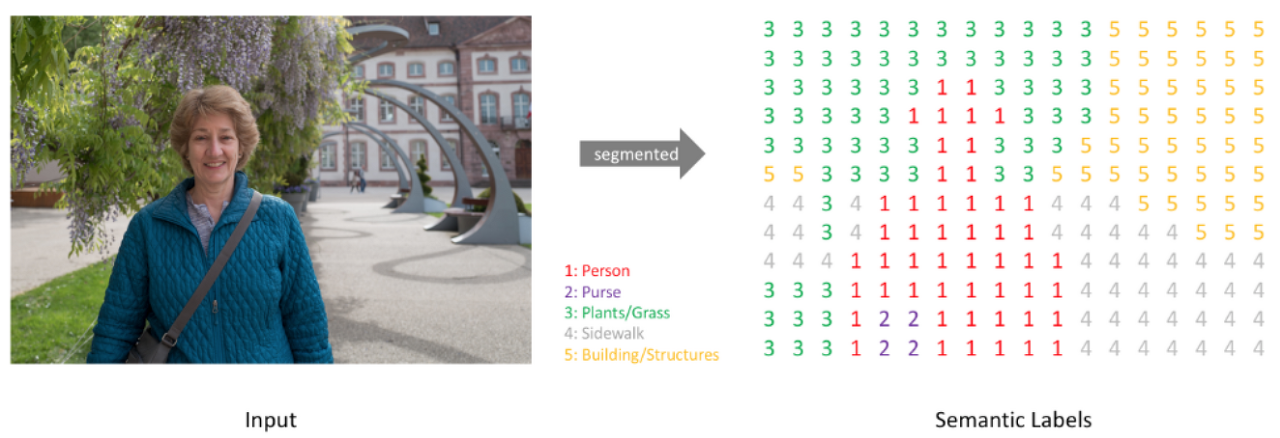 3 3 3 3 3 3 3 3 3 3 3 3 5 5 5 5 5 5
3 3 3 3 3 3 3 3 3 3 3 3 5 5 5 5 5 5
3 3 3 3 3 3 1 1 3 3 3 3 5 5 5 5 5 5
3 3 3 3 3 1 1 1 1 3 3 3 5 5 5 5 5 5
3 3 3 3 3 3 1 1 3 3 3 5 5 5 5 5 5 5
5 5 3 3 3 3 1 1 3 3 5 5 5 5 5 5 5 5
4 4 3 4 1 1 1 1 1 1 4 4 4 5 5 5 5 5
4 4 3 4 1 1 1 1 1 1 4 4 4 4 4 5 5 5
4 4 4 1 1 1 1 1 1 1 1 4 4 4 4 4 4 4
3 3 3 1 1 1 1 1 1 1 1 4 4 4 4 4 4 4
3 3 3 1 2 2 1 1 1 1 1 4 4 4 4 4 4 4
3 3 3 1 2 2 1 1 1 1 1 4 4 4 4 4 4 4
segmented
1: Person
2: Purse
3: Plants/Grass
4: Sidewalk
5: Building/Structures
Input
Semantic Labels